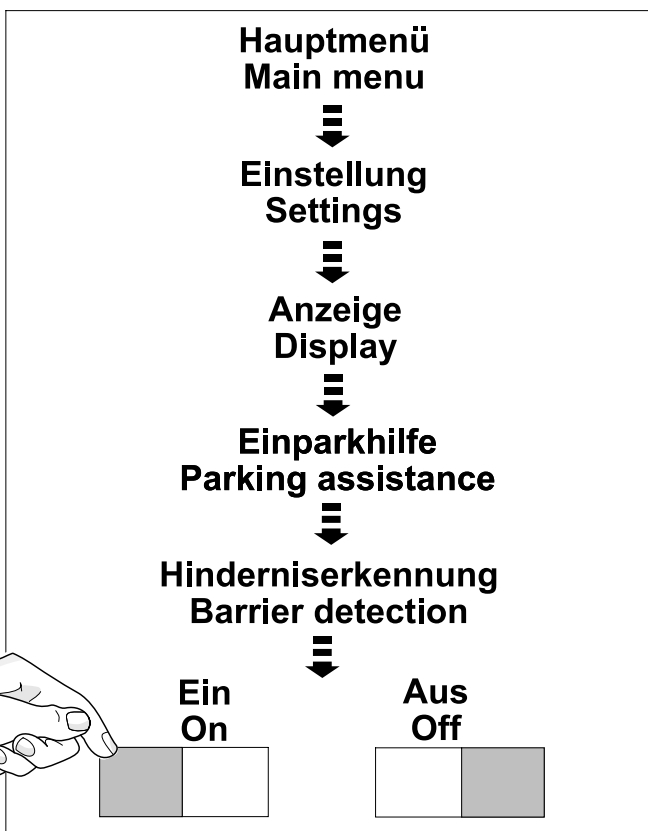 Hauptmenü
Main menu
Einstellung
Settings
Anzeige
Display
Einparkhilfe
Parking assistance
Hinderniserkennung
Barrier detection
Ein
On
Aus
Off